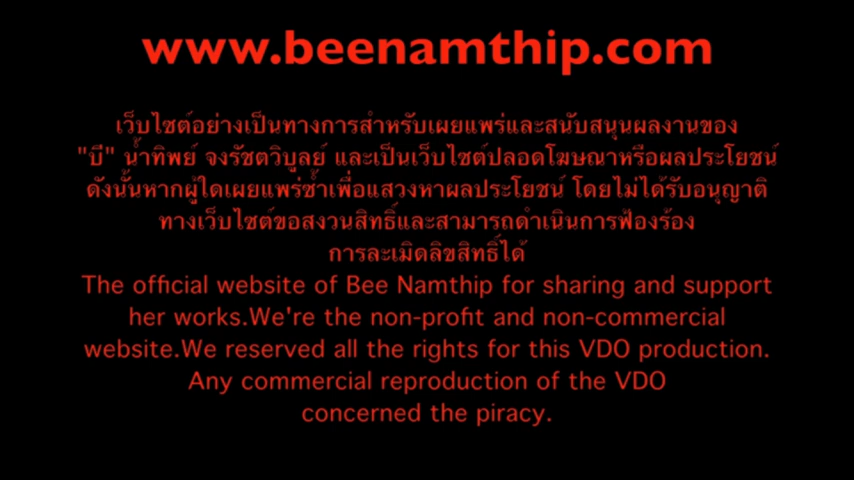 www.beenamthip.com
เว็บไซต์อย่างเป็นทางการสำหรับเผยแพร่และสนับสนุนผลงานของ
"บี" น้ำทิพย์ จงรัชตวิบูลย์ และเป็นเว็บไซต์ปลอดโฆษณาหรือผลประโยชน์
ดังนั้นหากผู้ใดเผยแพร่ซ้ำเพื่อแสวงหาผลประโยชน์ โดยไม่ได้รับอนุญาติ
ทางเว็บไซต์ขอสงวนสิทธิ์และสามารถดำเนินการฟ้องร้อง
การละเมิดลิขสิทธิ์ได้
The official website of Bee Namthip for sharing and support
her works.We're the non-profit and non-commercial
website.We reserved all the rights for this VDO production.
Any commercial reproduction of the VDO
concerned the piracy.